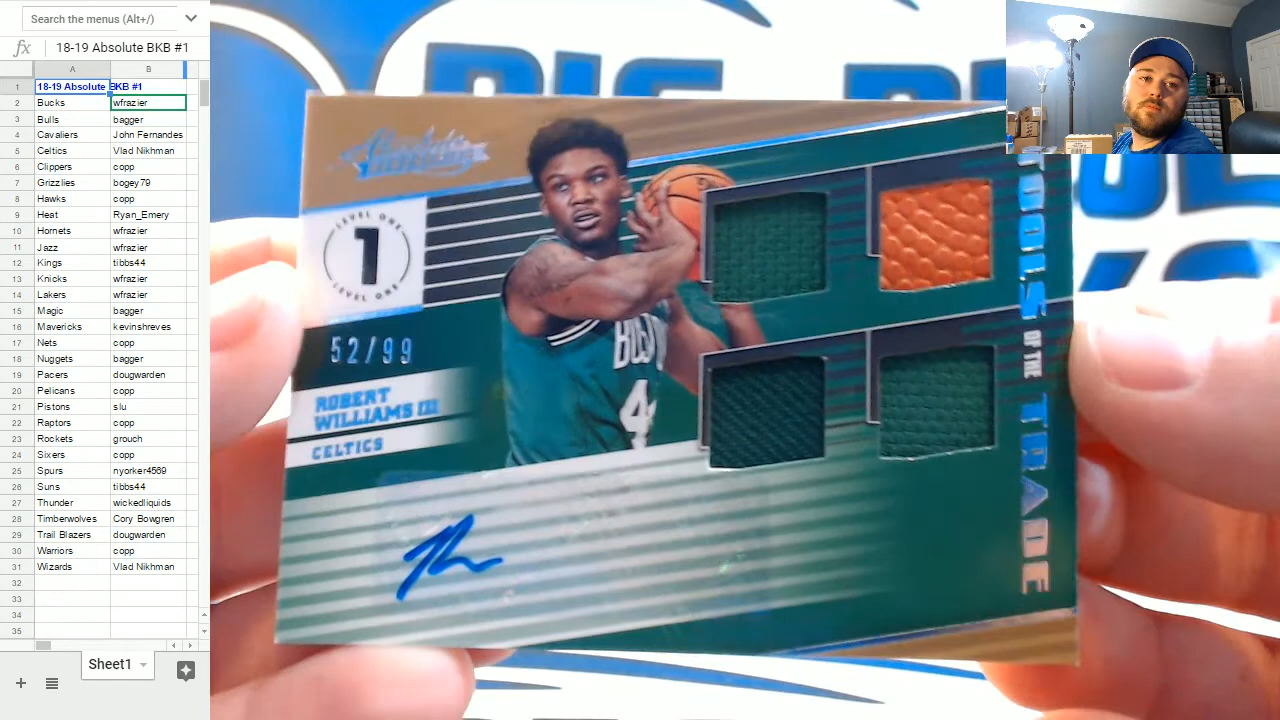 Search the menus (Alt+/)
fx 18-19 Absolute BKB #1
A B
1 18-19 Absolute BKB #1
2 Bucks wfrazier
3 Bulls bagger
4 Cavaliers John Fernandes
5 Celtics Vlad Nikhman
6 Clippers copp
7 Grizzlies bogey79
8 Hawks copp
9 Heat Ryan_Emery
10 Hornets wfrazier
11 Jazz wfrazier
12 Kings tibbs44
13 Knicks wfrazier
14 Lakers wfrazier
15 Magic bagger
16 Mavericks kevinshreves
17 Nets copp
18 Nuggets bagger
19 Pacers dougwarden
20 Pelicans copp
21 Pistons slu
22 Raptors copp
23 Rockets grouch
24 Sixers copp
25 Spurs nyorker4569
26 Suns tibbs44
27 Thunder wickedliquids
28 Timberwolves Cory Bowgren
29 Trail Blazers dougwarden
30 Warriors copp
31 Wizards Vlad Nikhman
32
33
34
35
Sheet1
LEVEL ONE
1
LEVEL ONE
52/99
ROBERT
WILLIAMS III
CELTICS
4
TOOLS OF THE TRADE